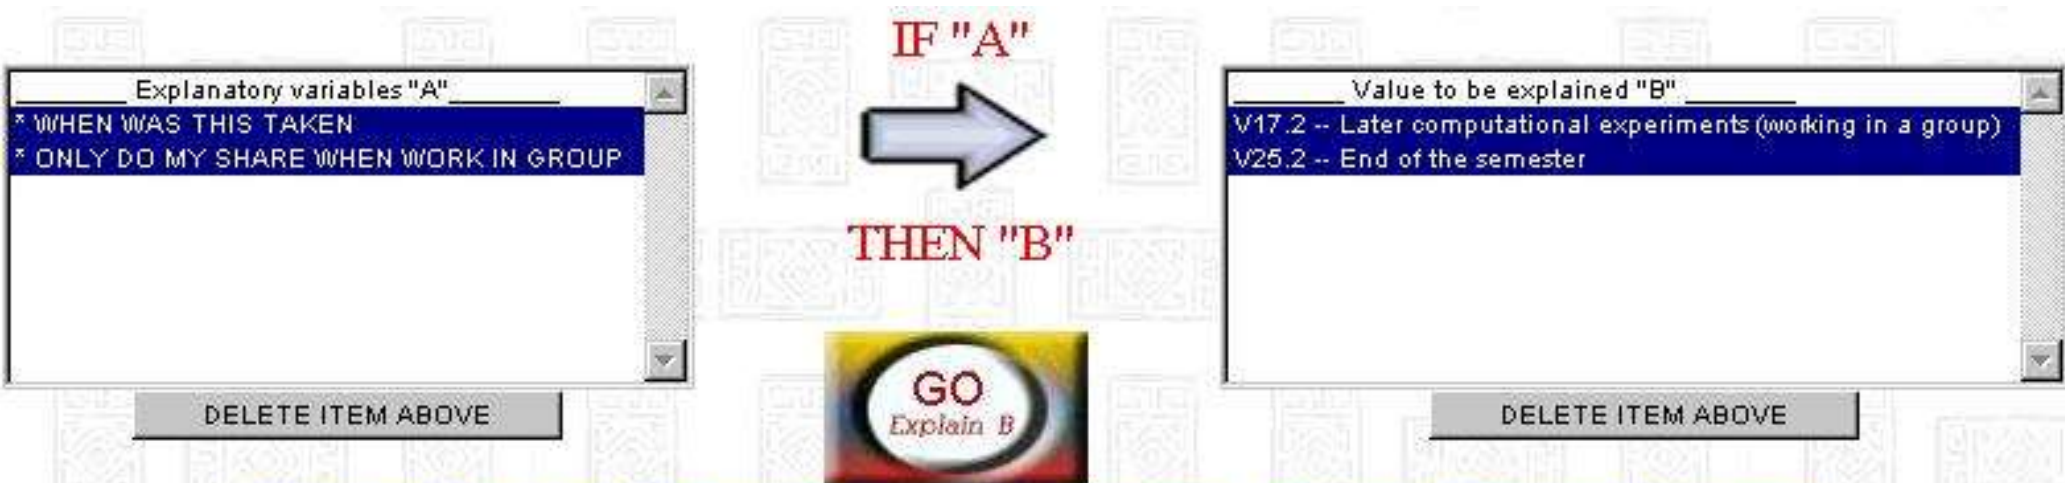 IF "A"
Explanatory variables "A"
* WHEN WAS THIS TAKEN
* ONLY DO MY SHARE WHEN WORK IN GROUP
DELETE ITEM ABOVE
THEN "B"
GO
Explain B
Value to be explained "B"
V17.2 -- Later computational experiments (working in a group)
V25.2 -- End of the semester
DELETE ITEM ABOVE